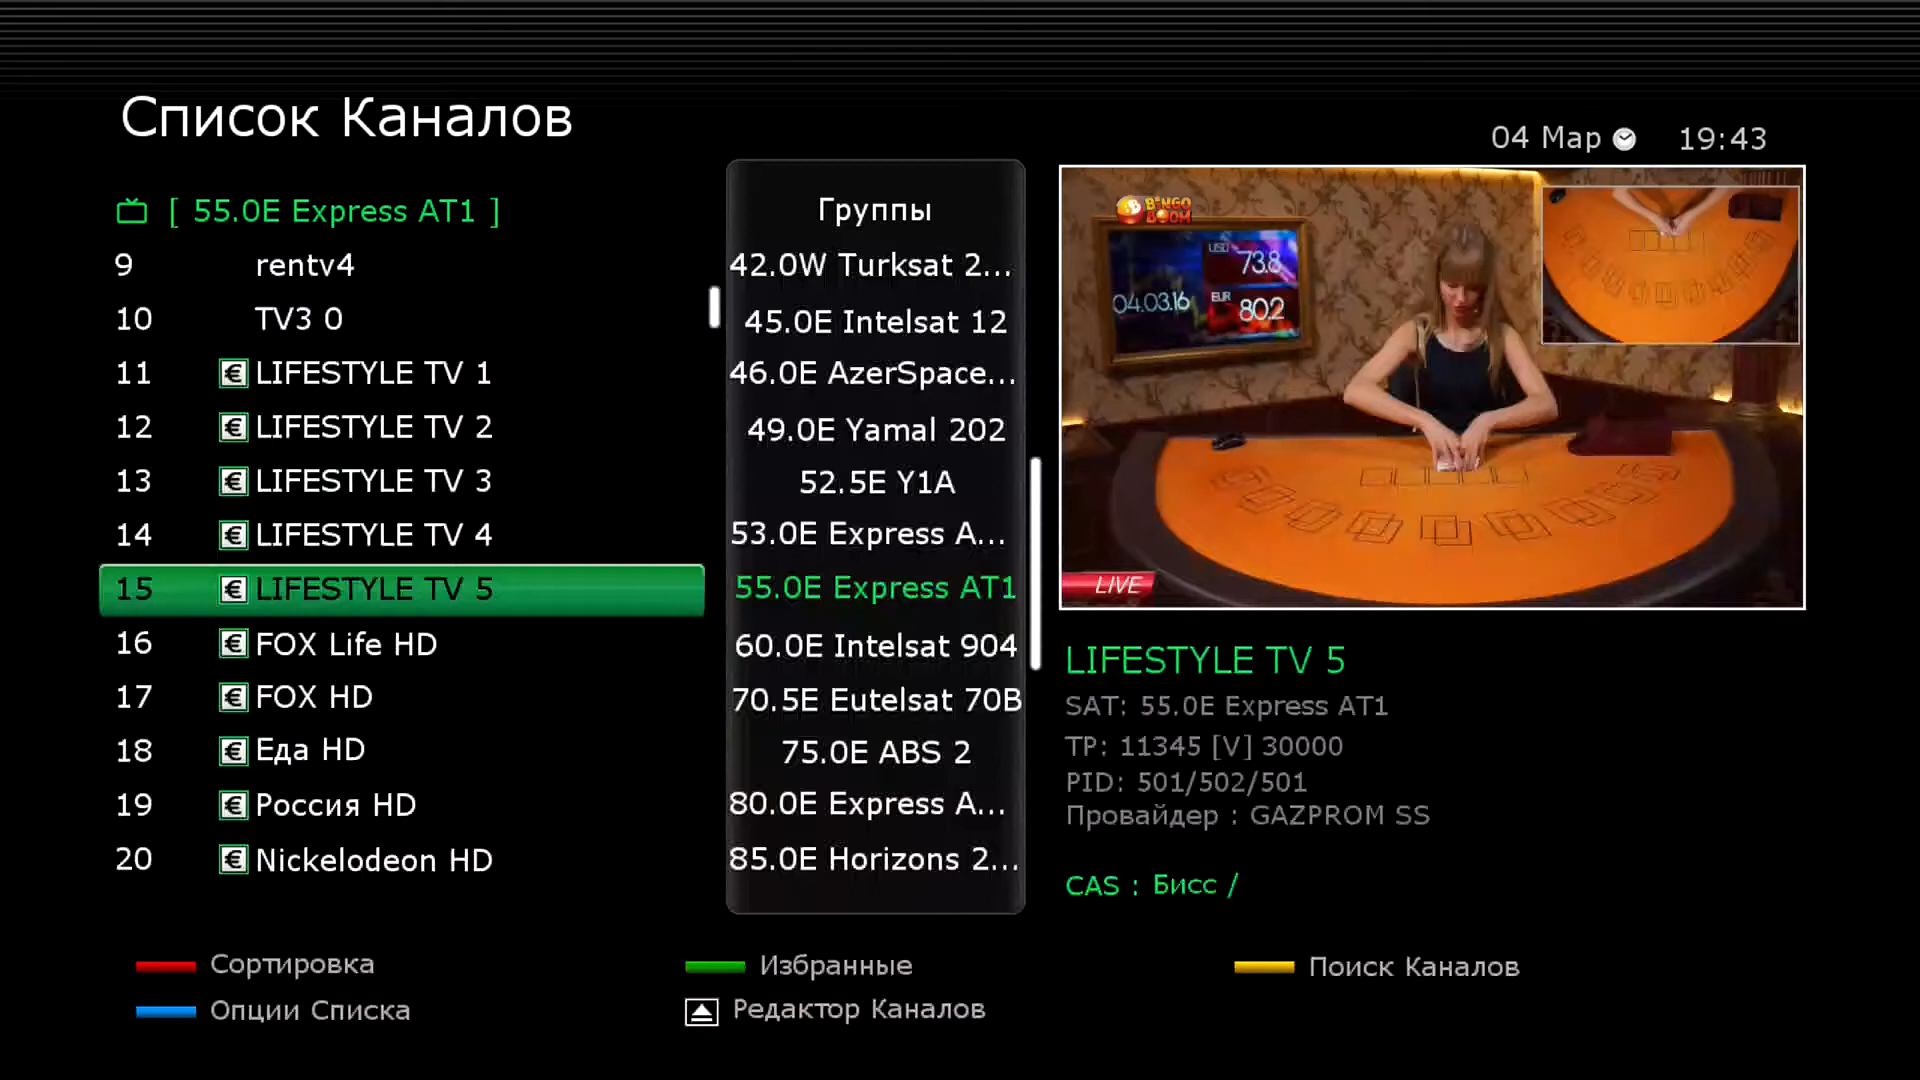 Список Каналов
04 Мар 19:43
[ 55.0E Express AT1 ]
9 rentv4
10 TV3 0
11 € LIFESTYLE TV 1
12 € LIFESTYLE TV 2
13 € LIFESTYLE TV 3
14 € LIFESTYLE TV 4
15 € LIFESTYLE TV 5
16 € FOX Life HD
17 € FOX HD
18 € Еда HD
19 € Россия HD
20 € Nickelodeon HD
Группы
42.0W Turksat 2...
45.0E Intelsat 12
46.0E AzerSpace...
49.0E Yamal 202
52.5E Y1A
53.0E Express A...
55.0E Express AT1
60.0E Intelsat 904
70.5E Eutelsat 70B
75.0E ABS 2
80.0E Express A...
85.0E Horizons 2...
BINGO
BOOM
USD 73.8
04.03.16
EUR 80.2
LIVE
LIFESTYLE TV 5
SAT: 55.0E Express AT1
TP: 11345 [V] 30000
PID: 501/502/501
Провайдер : GAZPROM SS
CAS : Бисс /
Сортировка
Избранные
Поиск Каналов
Опции Списка
Редактор Каналов